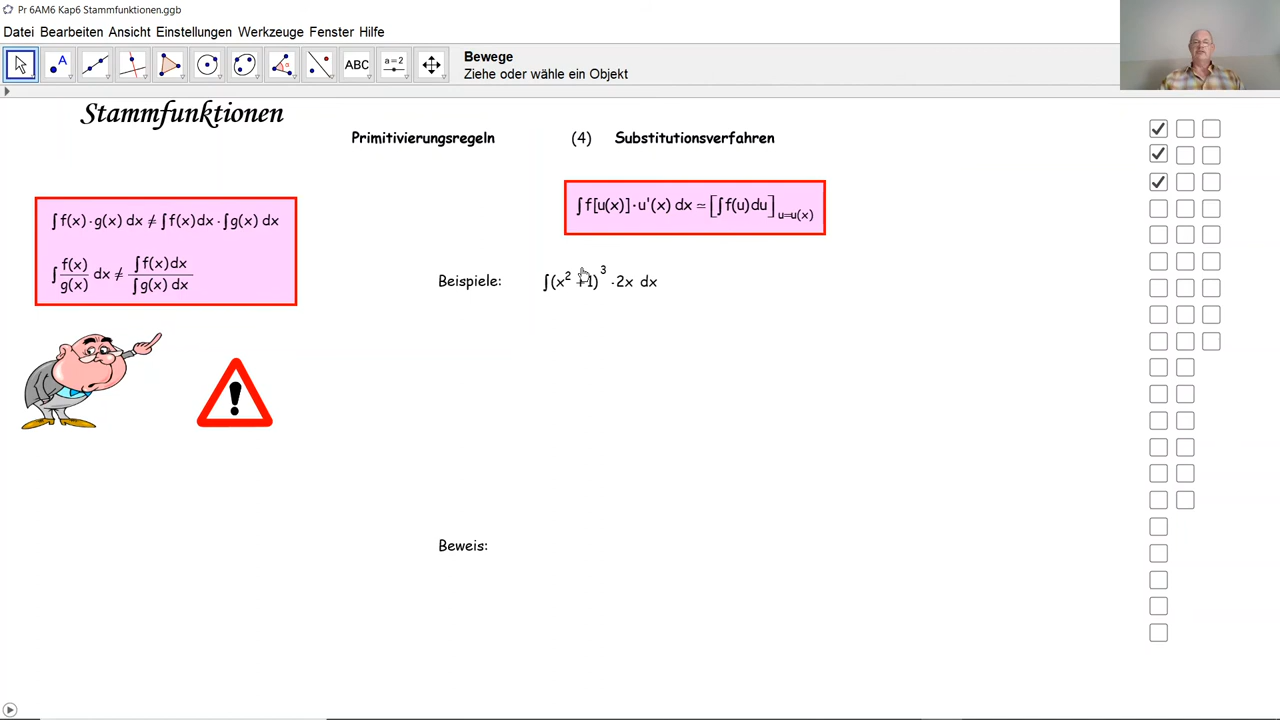 Pr 6AM6 Kap6 Stammfunktionen.ggb
Datei Bearbeiten Ansicht Einstellungen Werkzeuge Fenster Hilfe
A
ABC
a=2
Bewege
Ziehe oder wähle ein Objekt
Stammfunktionen
Primitivierungsregeln (4) Substitutionsverfahren
∫f[u(x)]·u'(x) dx ≃ [∫f(u)du]u=u(x)
∫f(x)·g(x) dx ≠ ∫f(x)dx·∫g(x) dx
∫ f(x)/g(x) dx ≠ ∫f(x)dx / ∫g(x) dx
Beispiele: ∫(x² +1)³ ·2x dx
Beweis: